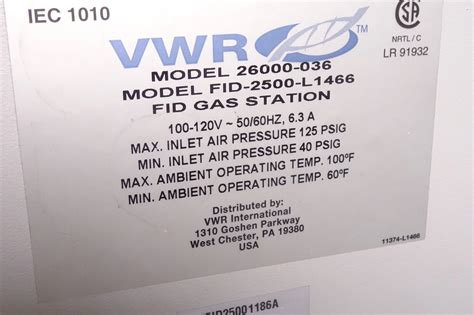 IEC 1010
VWR™
NRTL / C
LR 91932
MODEL 26000-036
MODEL FID-2500-L1466
FID GAS STATION
100-120V ~ 50/60HZ, 6.3 A
MAX. INLET AIR PRESSURE 125 PSIG
MIN. INLET AIR PRESSURE 40 PSIG
MAX. AMBIENT OPERATING TEMP. 100ºF
MIN. AMBIENT OPERATING TEMP. 60ºF
Distributed by:
VWR International
1310 Goshen Parkway
West Chester, PA 19380
USA
11374-L1466
FID25001186A